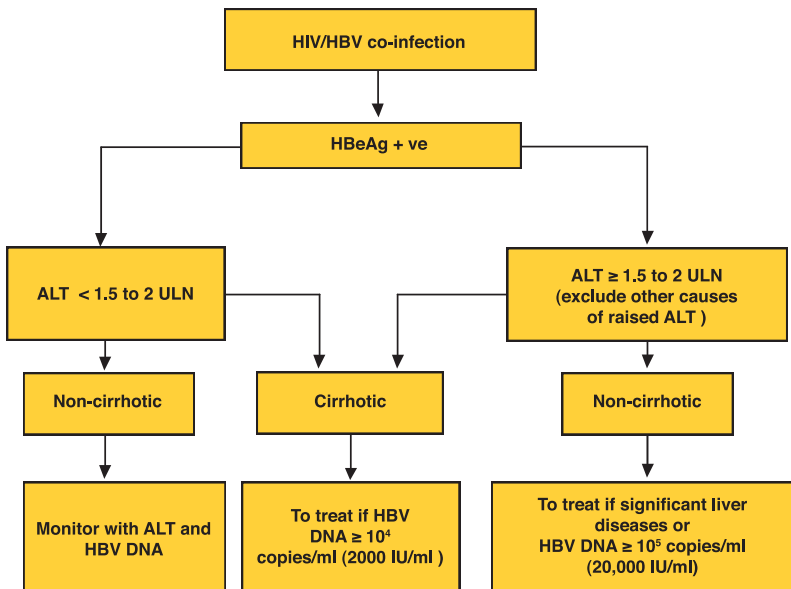 HIV/HBV co-infection
HBeAg + ve
ALT < 1.5 to 2 ULN
ALT ≥ 1.5 to 2 ULN
(exclude other causes
of raised ALT )
Non-cirrhotic
Cirrhotic
Non-cirrhotic
Monitor with ALT and
HBV DNA
To treat if HBV
DNA ≥ 10⁴
copies/ml (2000 IU/ml )
To treat if significant liver
diseases or
HBV DNA ≥ 10⁵ copies/ml
(20,000 IU/ml)